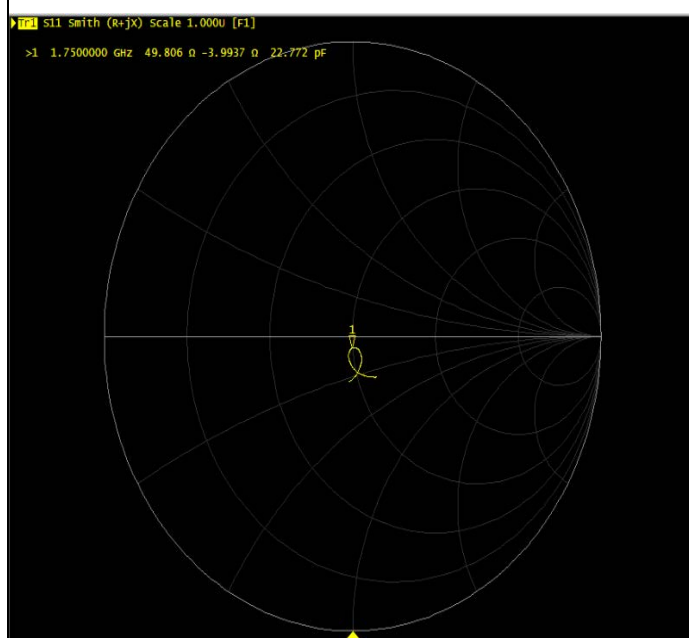 Tr1 S11 Smith (R+jX) Scale 1.000U [F1]
>1 1.7500000 GHz 49.806 Ω -3.9937 Ω 22.772 pF
1